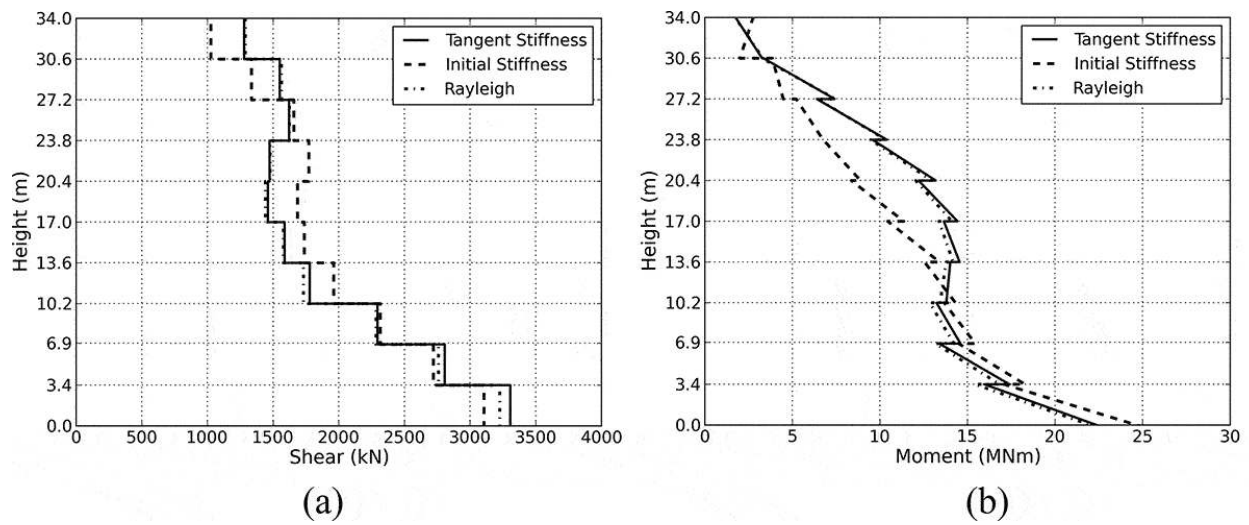 34.0
30.6
27.2
23.8
20.4
17.0
13.6
10.2
6.9
3.4
0.0
Height (m)
Tangent Stiffness
Initial Stiffness
Rayleigh
0 500 1000 1500 2000 2500 3000 3500 4000
Shear (kN)
(a)
34.0
30.6
27.2
23.8
20.4
17.0
13.6
10.2
6.9
3.4
0.0
Height (m)
Tangent Stiffness
Initial Stiffness
Rayleigh
0 5 10 15 20 25 30
Moment (MNm)
(b)